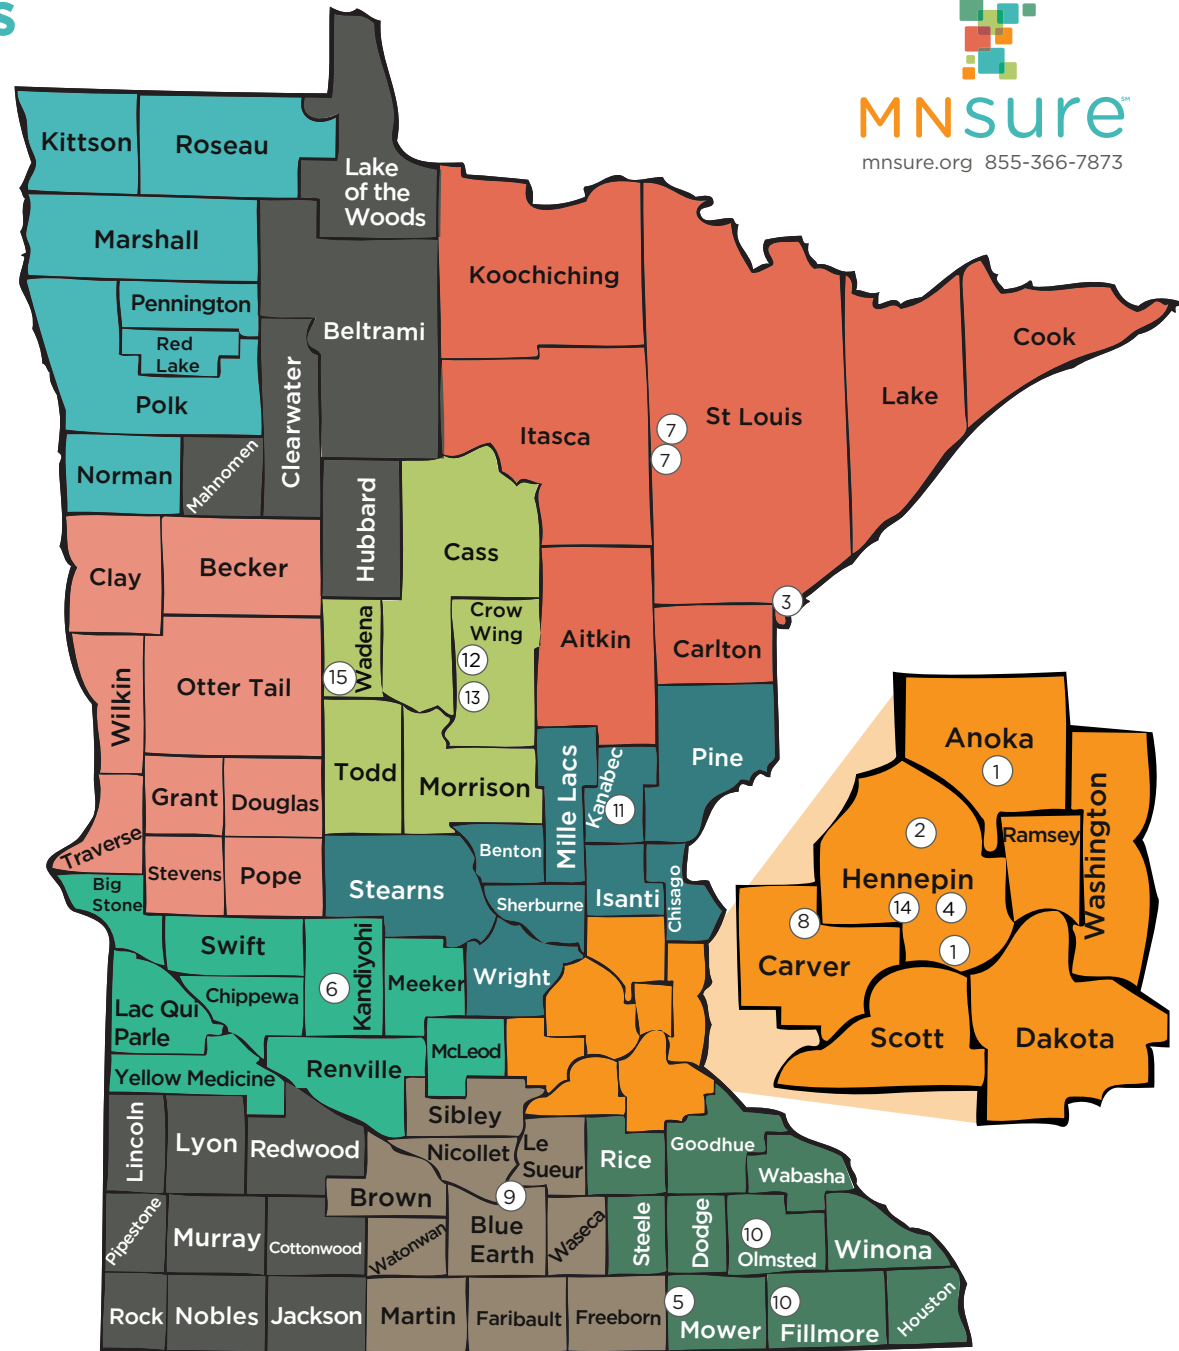 s
MNsure℠
mnsure.org 855-366-7873
Kittson
Roseau
Lake
of the
Woods
Marshall
Pennington
Red
Lake
Polk
Beltrami
Clearwater
Koochiching
Cook
Lake
St Louis
7
7
Itasca
Norman
Mahnomen
Hubbard
Cass
Clay
Becker
Crow
Wing
12
13
Wadena
15
Aitkin
3
Carlton
Wilkin
Otter Tail
Todd
Morrison
Mille Lacs
Kanabec
11
Pine
Grant
Douglas
Traverse
Stevens
Pope
Stearns
Benton
Sherburne
Isanti
Chisago
Big
Stone
Swift
Kandiyohi
6
Meeker
Wright
Chippewa
Lac Qui
Parle
Yellow Medicine
Renville
McLeod
Anoka
1
Washington
Ramsey
2
Hennepin
14
4
1
8
Carver
Scott
Dakota
Sibley
Lincoln
Lyon
Redwood
Nicollet
Le
Sueur
Rice
Goodhue
Wabasha
Brown
9
Blue
Earth
Pipestone
Murray
Cottonwood
Watonwan
Waseca
Steele
Dodge
10
Olmsted
Winona
Rock
Nobles
Jackson
Martin
Faribault
Freeborn
5
Mower
10
Fillmore
Houston